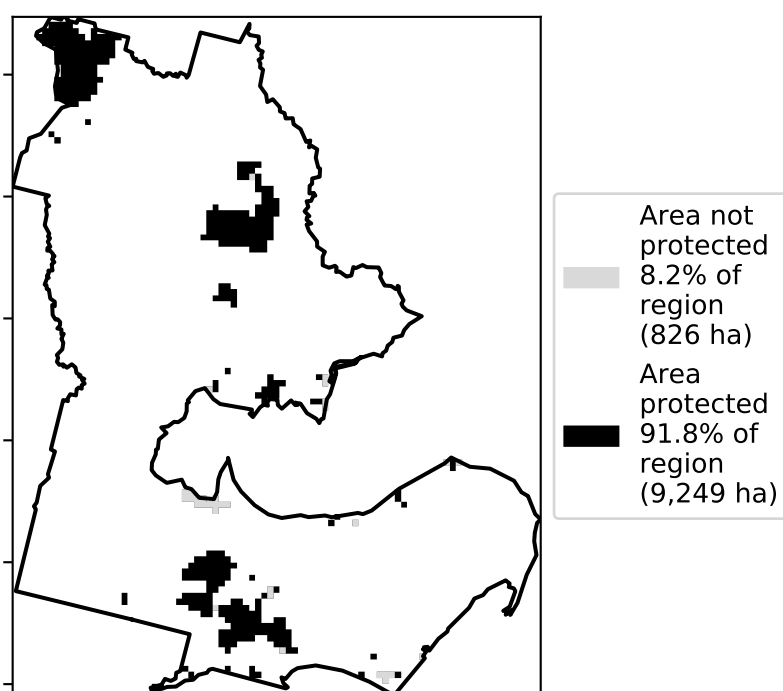 Area not
protected
8.2% of
region
(826 ha)
Area
protected
91.8% of
region
(9,249 ha)